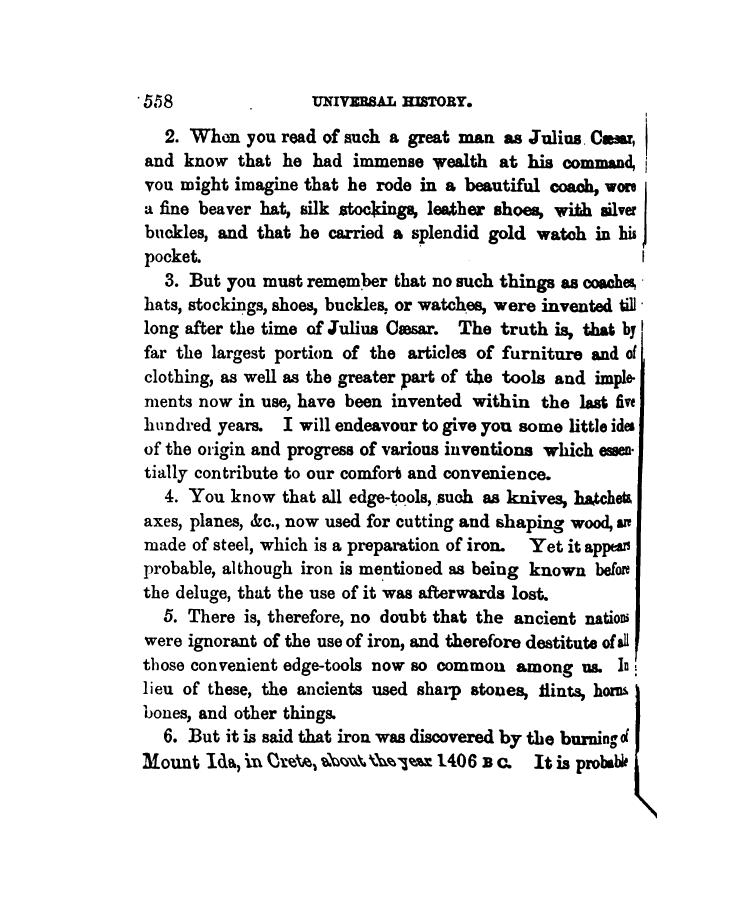 558 UNIVERSAL HISTORY.
2. When you read of such a great man as Julius Cæsar,
and know that he had immense wealth at his command,
you might imagine that he rode in a beautiful coach, wore
a fine beaver hat, silk stockings, leather shoes, with silver
buckles, and that he carried a splendid gold watch in his
pocket.
3. But you must remember that no such things as coaches,
hats, stockings, shoes, buckles, or watches, were invented till
long after the time of Julius Cæsar. The truth is, that by
far the largest portion of the articles of furniture and of
clothing, as well as the greater part of the tools and imple-
ments now in use, have been invented within the last five
hundred years. I will endeavour to give you some little idea
of the origin and progress of various inventions which essen-
tially contribute to our comfort and convenience.
4. You know that all edge-tools, such as knives, hatchets,
axes, planes, &c., now used for cutting and shaping wood, are
made of steel, which is a preparation of iron. Yet it appears
probable, although iron is mentioned as being known before
the deluge, that the use of it was afterwards lost.
5. There is, therefore, no doubt that the ancient nations
were ignorant of the use of iron, and therefore destitute of all
those convenient edge-tools now so common among us. In
lieu of these, the ancients used sharp stones, flints, horns,
bones, and other things.
6. But it is said that iron was discovered by the burning of
Mount Ida, in Crete, about the year 1406 B C. It is probable